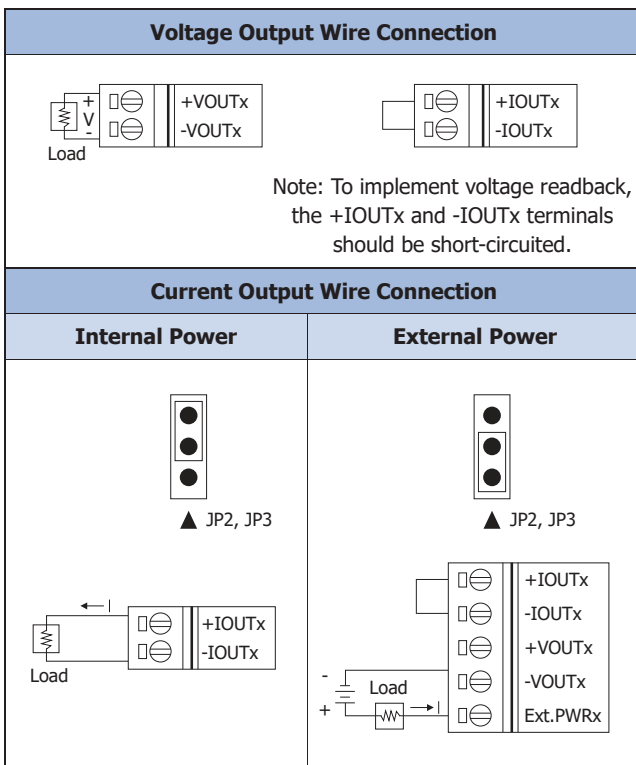 Voltage Output Wire Connection
+
V
-
Load
+VOUTx
-VOUTx
+IOUTx
-IOUTx
Note: To implement voltage readback,
the +IOUTx and -IOUTx terminals
should be short-circuited.
Current Output Wire Connection
Internal Power
External Power
▲ JP2, JP3
▲ JP2, JP3
I
Load
+IOUTx
-IOUTx
-
+
Load
I
+IOUTx
-IOUTx
+VOUTx
-VOUTx
Ext.PWRx